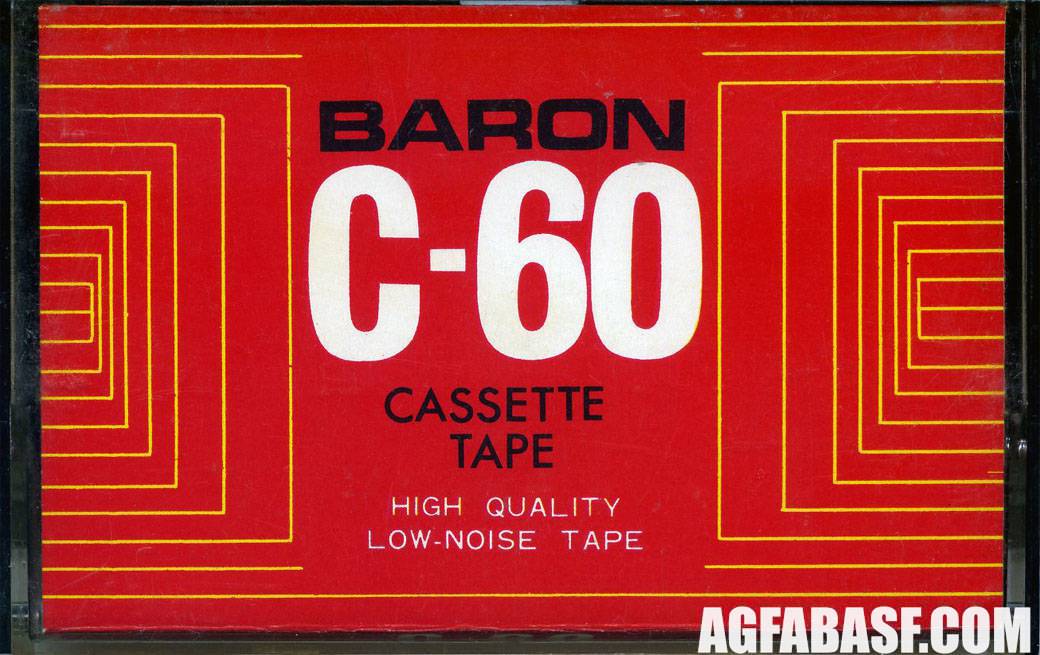 BARON
C-60
CASSETTE
TAPE
HIGH QUALITY
LOW-NOISE TAPE
AGFABASF.COM